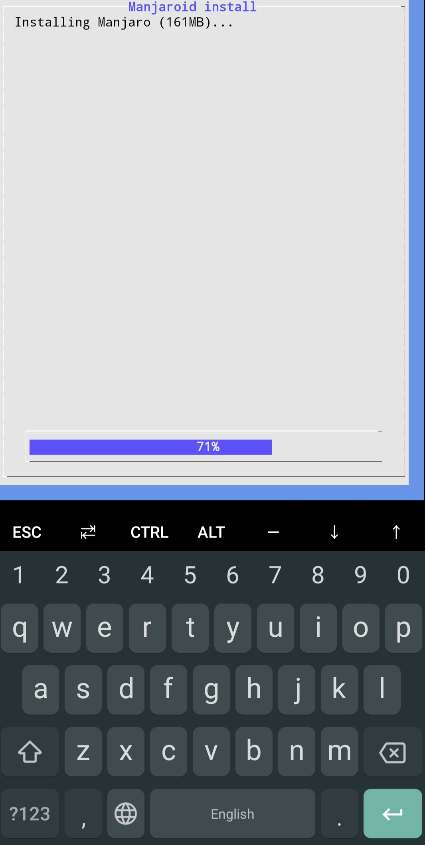 Manjaroid install
Installing Manjaro (161MB)...
71%
ESC ⇄ CTRL ALT – ↓ ↑
1 2 3 4 5 6 7 8 9 0
q w e r t y u i o p
a s d f g h j k l
z x c v b n m
?123 , English .